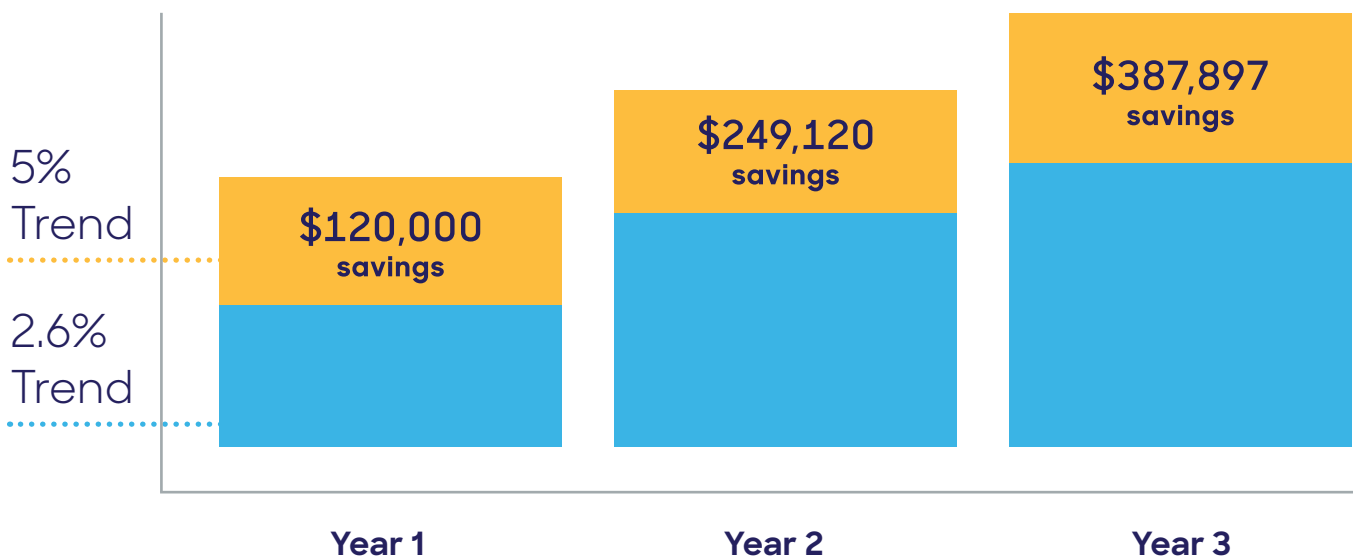 $387,897
savings
$249,120
savings
5%
Trend
$120,000
savings
2.6%
Trend
Year 1
Year 2
Year 3